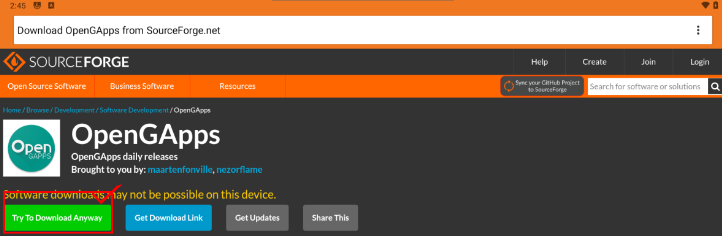 2:45
Download OpenGApps from SourceForge.net
SOURCEFORGE
Help Create Join Login
Open Source Software Business Software Resources
Sync your GitHub Project
to SourceForge
Search for software or solutions
Home / Browse / Development / Software Development / OpenGApps
Open
GAPPS
OpenGApps
OpenGApps daily releases
Brought to you by: maartenfonville, nezorflame
Software downloads may not be possible on this device.
Try To Download Anyway Get Download Link Get Updates Share This